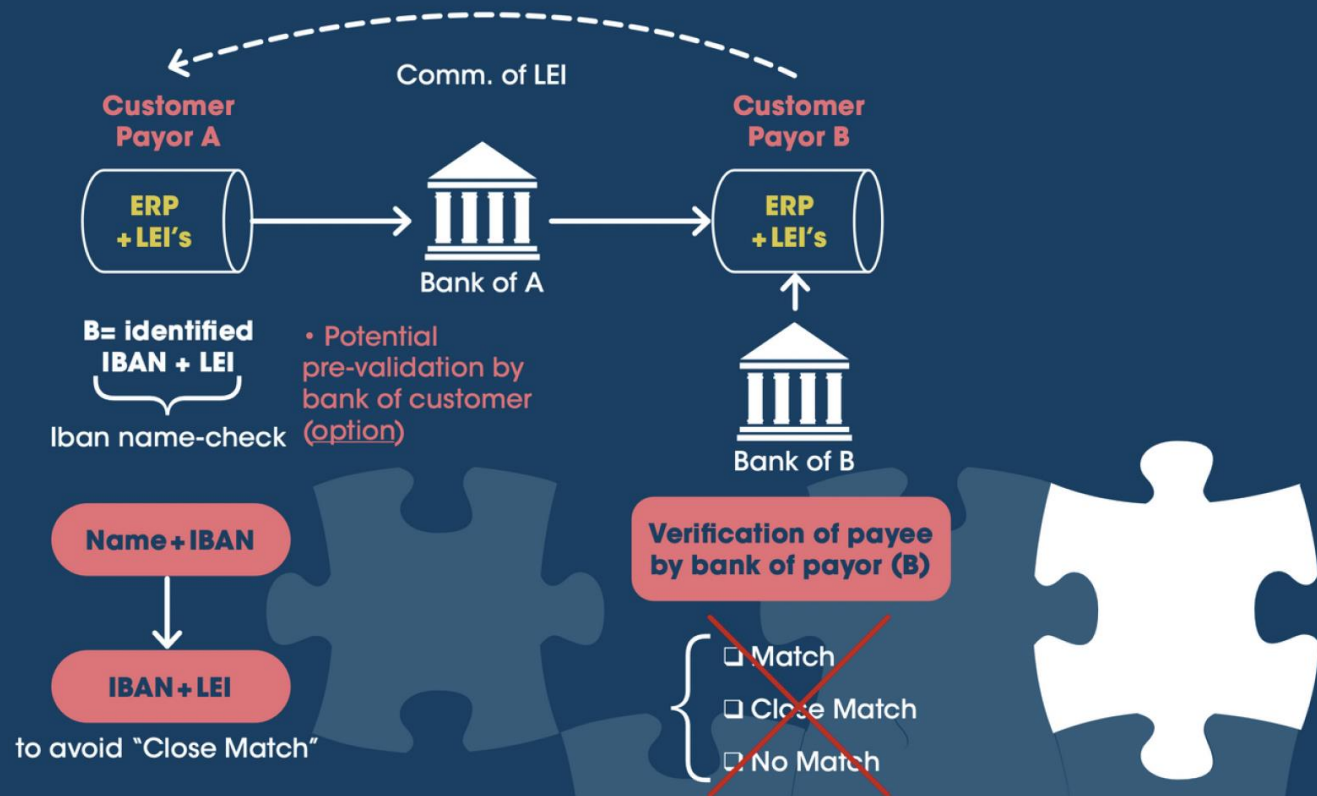 Comm. of LEI
Customer
Payor A
Customer
Payor B
ERP
+LEI's
Bank of A
ERP
+LEI's
B= identified
IBAN + LEI
Iban name-check
• Potential
pre-validation by
bank of customer
(option)
Bank of B
Name+IBAN
IBAN+LEI
to avoid "Close Match"
Verification of payee
by bank of payor (B)
❑ Match
❑ Close Match
❑ No Match